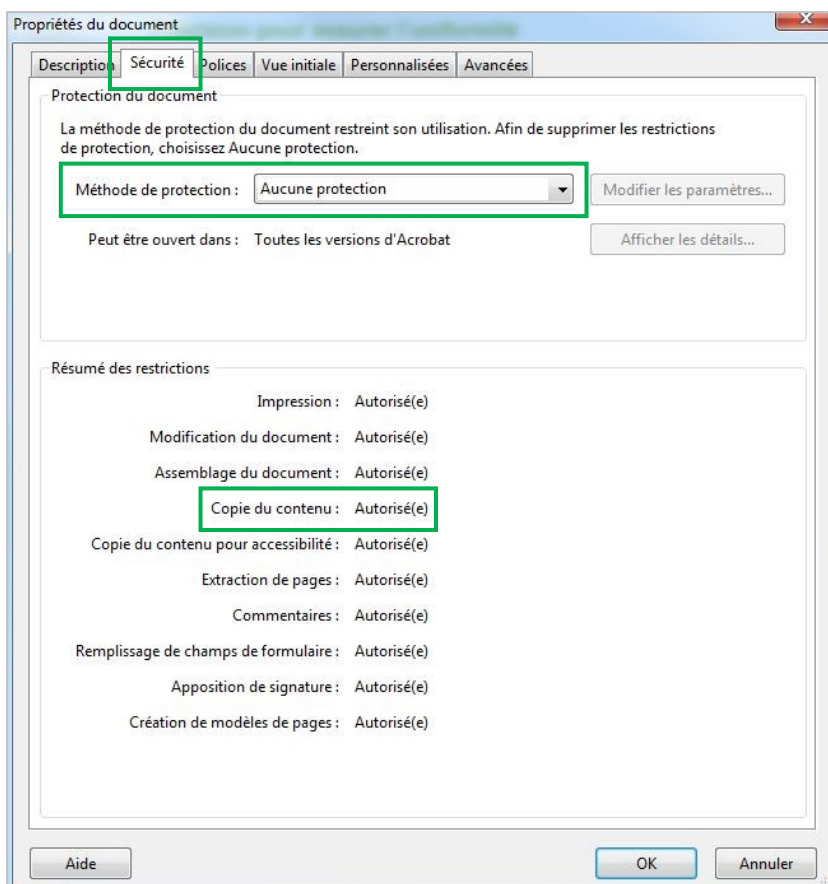 Propriétés du document
Description Sécurité Polices Vue initiale Personnalisées Avancées
Protection du document
La méthode de protection du document restreint son utilisation. Afin de supprimer les restrictions
de protection, choisissez Aucune protection.
Méthode de protection : Aucune protection Modifier les paramètres...
Peut être ouvert dans : Toutes les versions d'Acrobat Afficher les détails...
Résumé des restrictions
Impression : Autorisé(e)
Modification du document : Autorisé(e)
Assemblage du document : Autorisé(e)
Copie du contenu : Autorisé(e)
Copie du contenu pour accessibilité : Autorisé(e)
Extraction de pages : Autorisé(e)
Commentaires : Autorisé(e)
Remplissage de champs de formulaire : Autorisé(e)
Apposition de signature : Autorisé(e)
Création de modèles de pages : Autorisé(e)
Aide OK Annuler